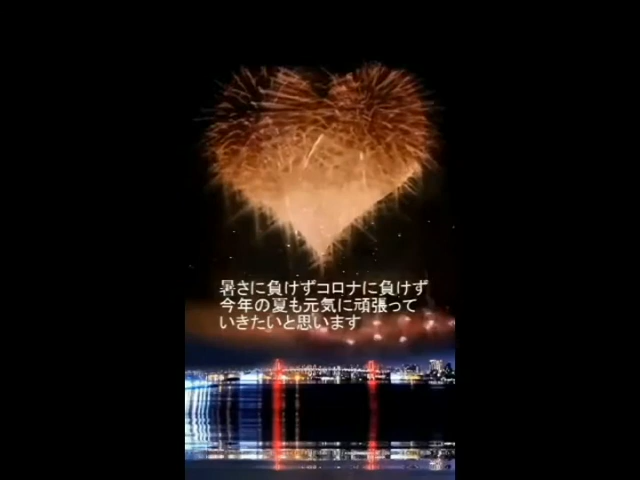 暑さに負けずコロナに負けず
今年の夏も元気に頑張って
いきたいと思います